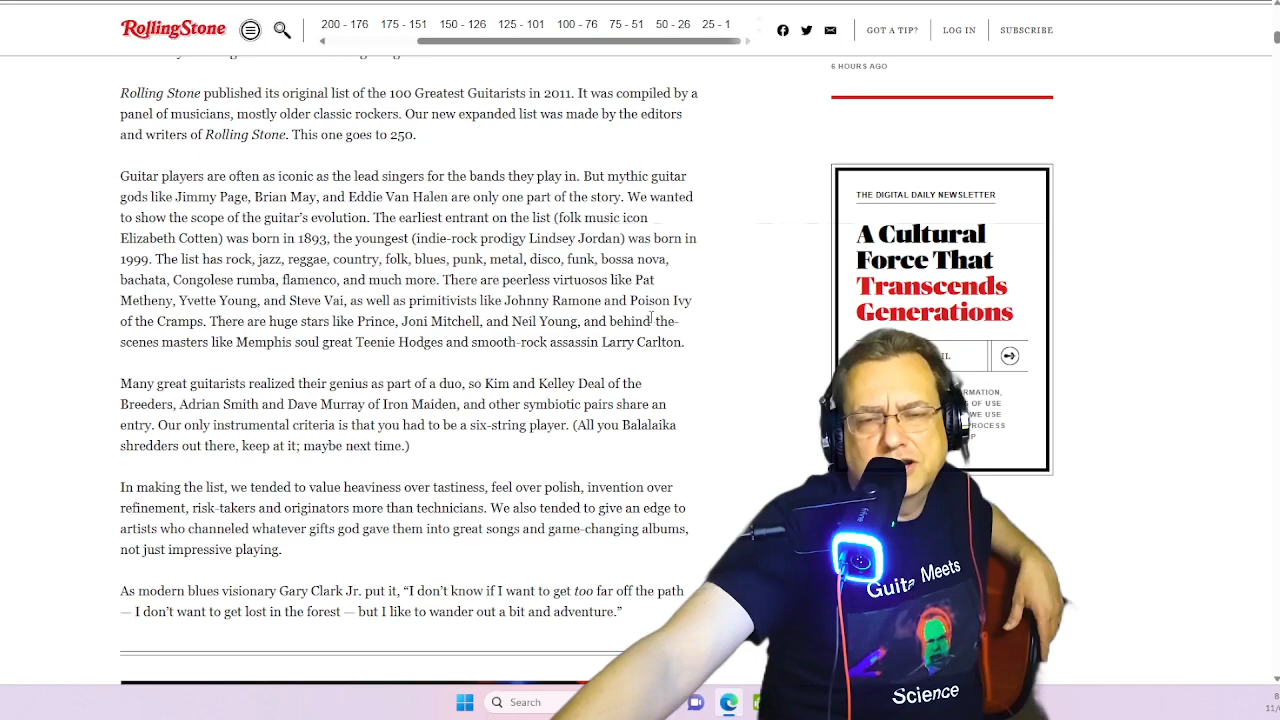 RollingStone
200 - 176 175 - 151 150 - 126 125 - 101 100 - 76 75 - 51 50 - 26 25 - 1
GOT A TIP? LOG IN SUBSCRIBE
Rolling Stone published its original list of the 100 Greatest Guitarists in 2011. It was compiled by a
panel of musicians, mostly older classic rockers. Our new expanded list was made by the editors
and writers of Rolling Stone. This one goes to 250.
Guitar players are often as iconic as the lead singers for the bands they play in. But mythic guitar
gods like Jimmy Page, Brian May, and Eddie Van Halen are only one part of the story. We wanted
to show the scope of the guitar's evolution. The earliest entrant on the list (folk music icon
Elizabeth Cotten) was born in 1893, the youngest (indie-rock prodigy Lindsey Jordan) was born in
1999. The list has rock, jazz, reggae, country, folk, blues, punk, metal, disco, funk, bossa nova,
bachata, Congolese rumba, flamenco, and much more. There are peerless virtuosos like Pat
Metheny, Yvette Young, and Steve Vai, as well as primitivists like Johnny Ramone and Poison Ivy
of the Cramps. There are huge stars like Prince, Joni Mitchell, and Neil Young, and behind the-
scenes masters like Memphis soul great Teenie Hodges and smooth-rock assassin Larry Carlton.
Many great guitarists realized their genius as part of a duo, so Kim and Kelley Deal of the
Breeders, Adrian Smith and Dave Murray of Iron Maiden, and other symbiotic pairs share an
entry. Our only instrumental criteria is that you had to be a six-string player. (All you Balalaika
shredders out there, keep at it; maybe next time.)
In making the list, we tended to value heaviness over tastiness, feel over polish, invention over
refinement, risk-takers and originators more than technicians. We also tended to give an edge to
artists who channeled whatever gifts god gave them into great songs and game-changing albums,
not just impressive playing.
As modern blues visionary Gary Clark Jr. put it, “I don't know if I want to get too far off the path
— I don't want to get lost in the forest — but I like to wander out a bit and adventure.”
6 HOURS AGO
THE DIGITAL DAILY NEWSLETTER
A Cultural
Force That
Transcends
Generations
IL
RMATION,
S OF USE
WE USE
PROCESS
P
fifine
Guitar Meets
Science
Search
8
11/